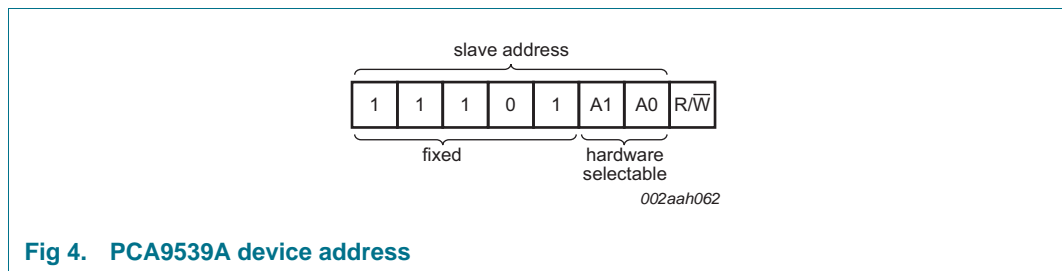 slave address
1 1 1 0 1 A1 A0 R/W̅
fixed
hardware
selectable
002aah062
Fig 4. PCA9539A device address